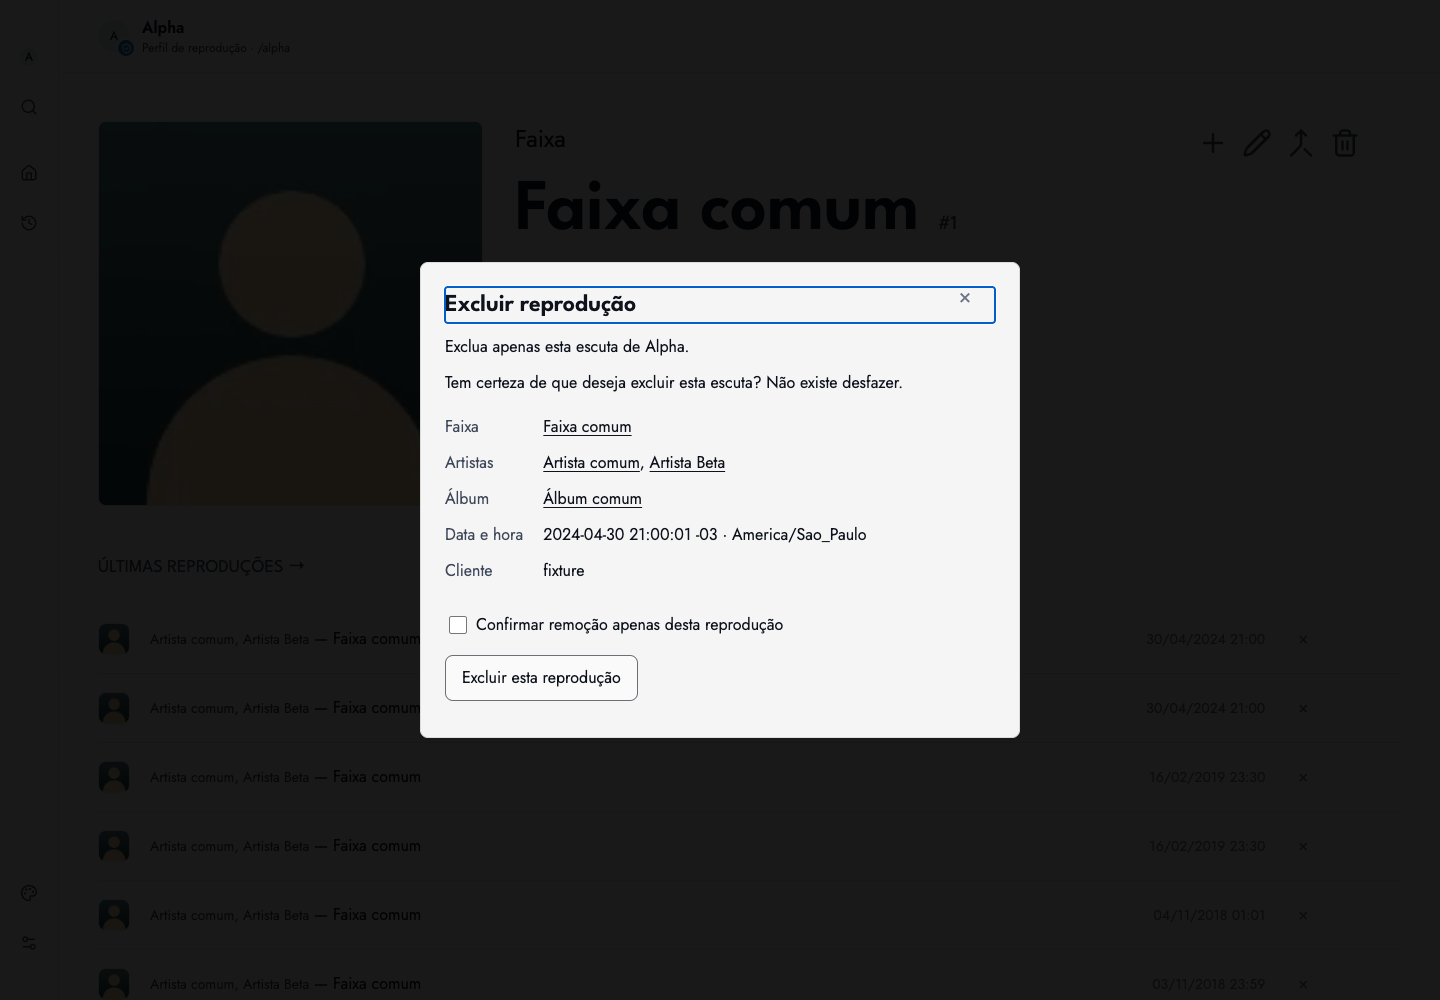 A
Alpha
Perfil de reprodução · /alpha
A
Faixa
Faixa comum #1
Excluir reprodução ×
Exclua apenas esta escuta de Alpha.
Tem certeza de que deseja excluir esta escuta? Não existe desfazer.
Faixa Faixa comum
Artistas Artista comum, Artista Beta
Álbum Álbum comum
Data e hora 2024-04-30 21:00:01 -03 · America/Sao_Paulo
Cliente fixture
Confirmar remoção apenas desta reprodução
Excluir esta reprodução
ÚLTIMAS REPRODUÇÕES →
Artista comum, Artista Beta — Faixa comum 30/04/2024 21:00 ×
Artista comum, Artista Beta — Faixa comum 30/04/2024 21:00 ×
Artista comum, Artista Beta — Faixa comum 16/02/2019 23:30 ×
Artista comum, Artista Beta — Faixa comum 16/02/2019 23:30 ×
Artista comum, Artista Beta — Faixa comum 04/11/2018 01:01 ×
Artista comum, Artista Beta — Faixa comum 03/11/2018 23:59 ×